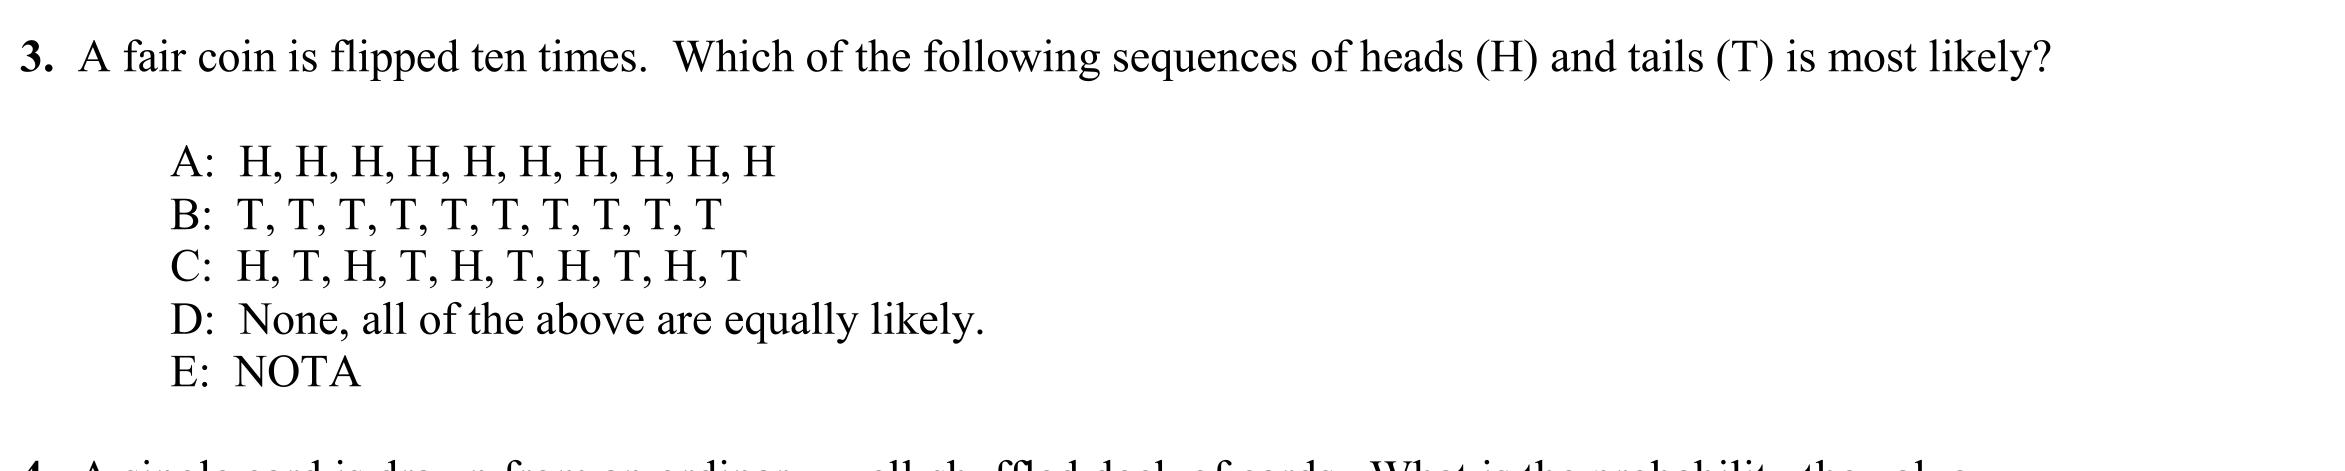 3. A fair coin is flipped ten times. Which of the following sequences of heads (H) and tails (T) is most likely?
A: H, H, H, H, H, H, H, H, H, H
B: T, T, T, T, T, T, T, T, T, T
C: H, T, H, T, H, T, H, T, H, T
D: None, all of the above are equally likely.
E: NOTA